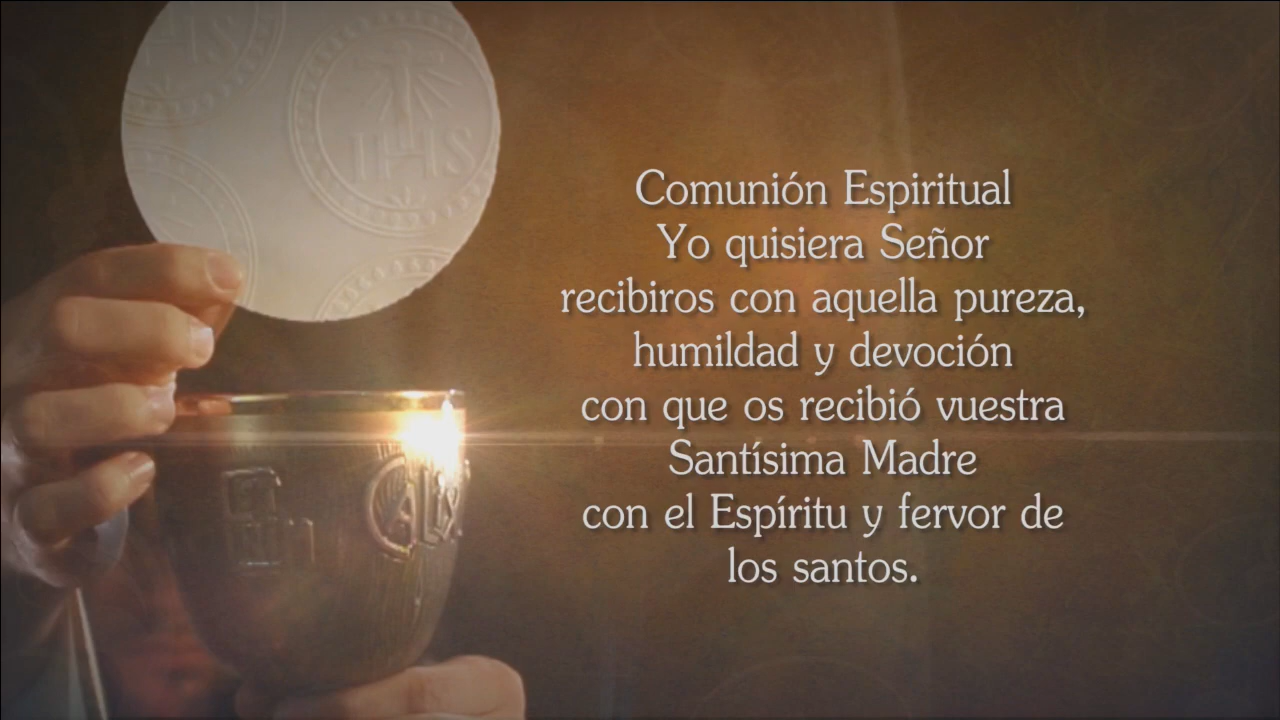 IHS
Comunión Espiritual
Yo quisiera Señor
recibiros con aquella pureza,
humildad y devoción
con que os recibió vuestra
Santísima Madre
con el Espíritu y fervor de
los santos.